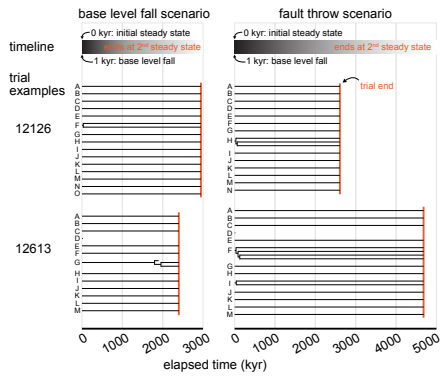 base level fall scenario
fault throw scenario
timeline
0 kyr: initial steady state
ends at 2nd steady state
1 kyr: base level fall
0 kyr: initial steady state
ends at 2nd steady state
1 kyr: base level fall
trial examples
trial end
12126
A
B
C
D
E
F
G
H
I
J
K
L
M
N
O
A
B
C
D
E
F
G
H
I
J
K
L
M
N
12613
A
B
C
D
E
F
G
H
I
J
K
L
M
A
B
C
D
E
F
G
H
I
J
K
L
M
0 1000 2000 3000
0 1000 2000 3000 4000 5000
elapsed time (kyr)